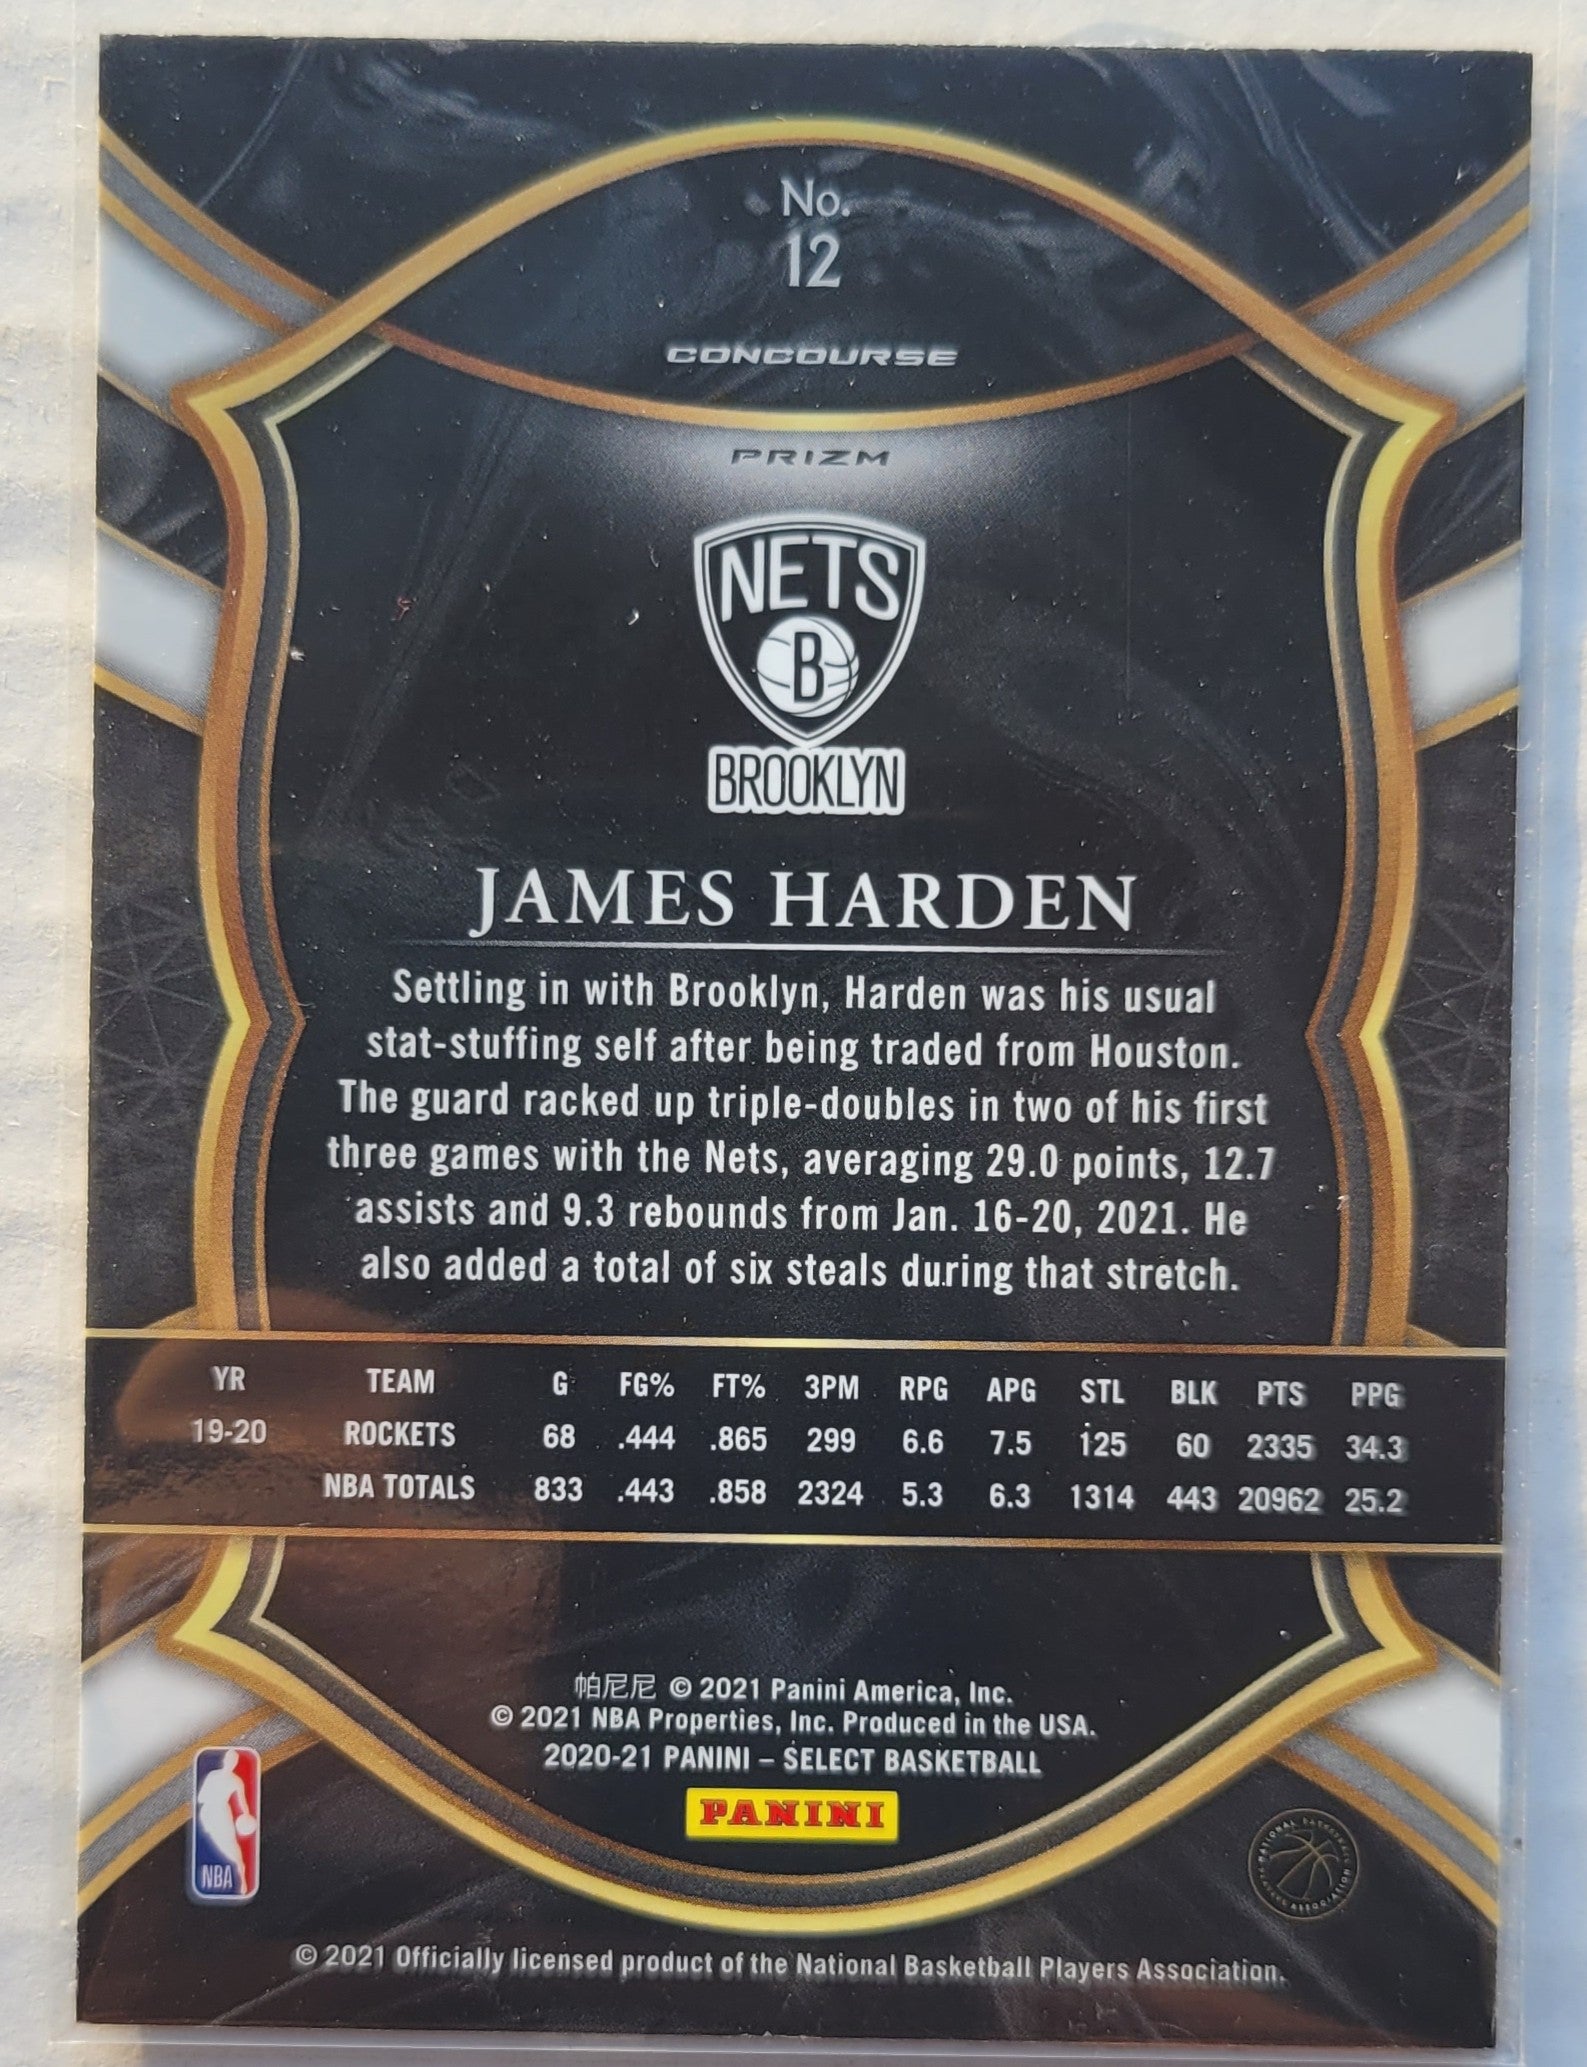 No.
12
CONCOURSE
PRIZM
NETS
B
BROOKLYN
JAMES HARDEN
Settling in with Brooklyn, Harden was his usual
stat-stuffing self after being traded from Houston.
The guard racked up triple-doubles in two of his first
three games with the Nets, averaging 29.0 points, 12.7
assists and 9.3 rebounds from Jan. 16-20, 2021. He
also added a total of six steals during that stretch.
YR TEAM G FG% FT% 3PM RPG APG STL BLK PTS PPG
19-20 ROCKETS 68 .444 .865 299 6.6 7.5 125 60 2335 34.3
NBA TOTALS 833 .443 .858 2324 5.3 6.3 1314 443 20962 25.2
帕尼尼 © 2021 Panini America, Inc.
© 2021 NBA Properties, Inc. Produced in the USA.
2020-21 PANINI – SELECT BASKETBALL
PANINI
NBA
NATIONAL BASKETBALL PLAYERS ASSOCIATION
© 2021 Officially licensed product of the National Basketball Players Association.